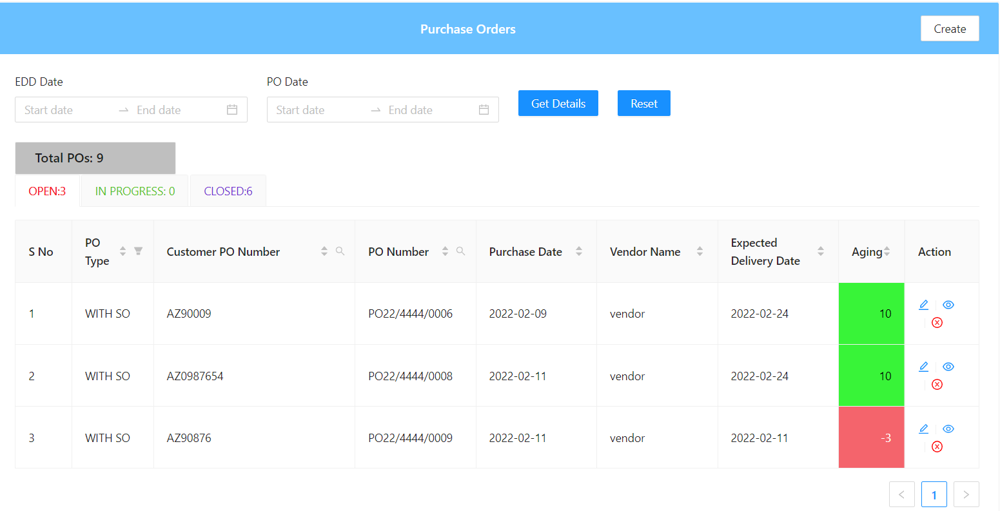 Purchase Orders
Create
EDD Date
PO Date
Start date
End date
Start date
End date
Get Details
Reset
Total POs: 9
OPEN:3
IN PROGRESS: 0
CLOSED:6
S No
PO
Type
Customer PO Number
PO Number
Purchase Date
Vendor Name
Expected
Delivery Date
Aging
Action
1
WITH SO
AZ90009
PO22/4444/0006
2022-02-09
vendor
2022-02-24
10
2
WITH SO
AZ0987654
PO22/4444/0008
2022-02-11
vendor
2022-02-24
10
3
WITH SO
AZ90876
PO22/4444/0009
2022-02-11
vendor
2022-02-11
-3
1